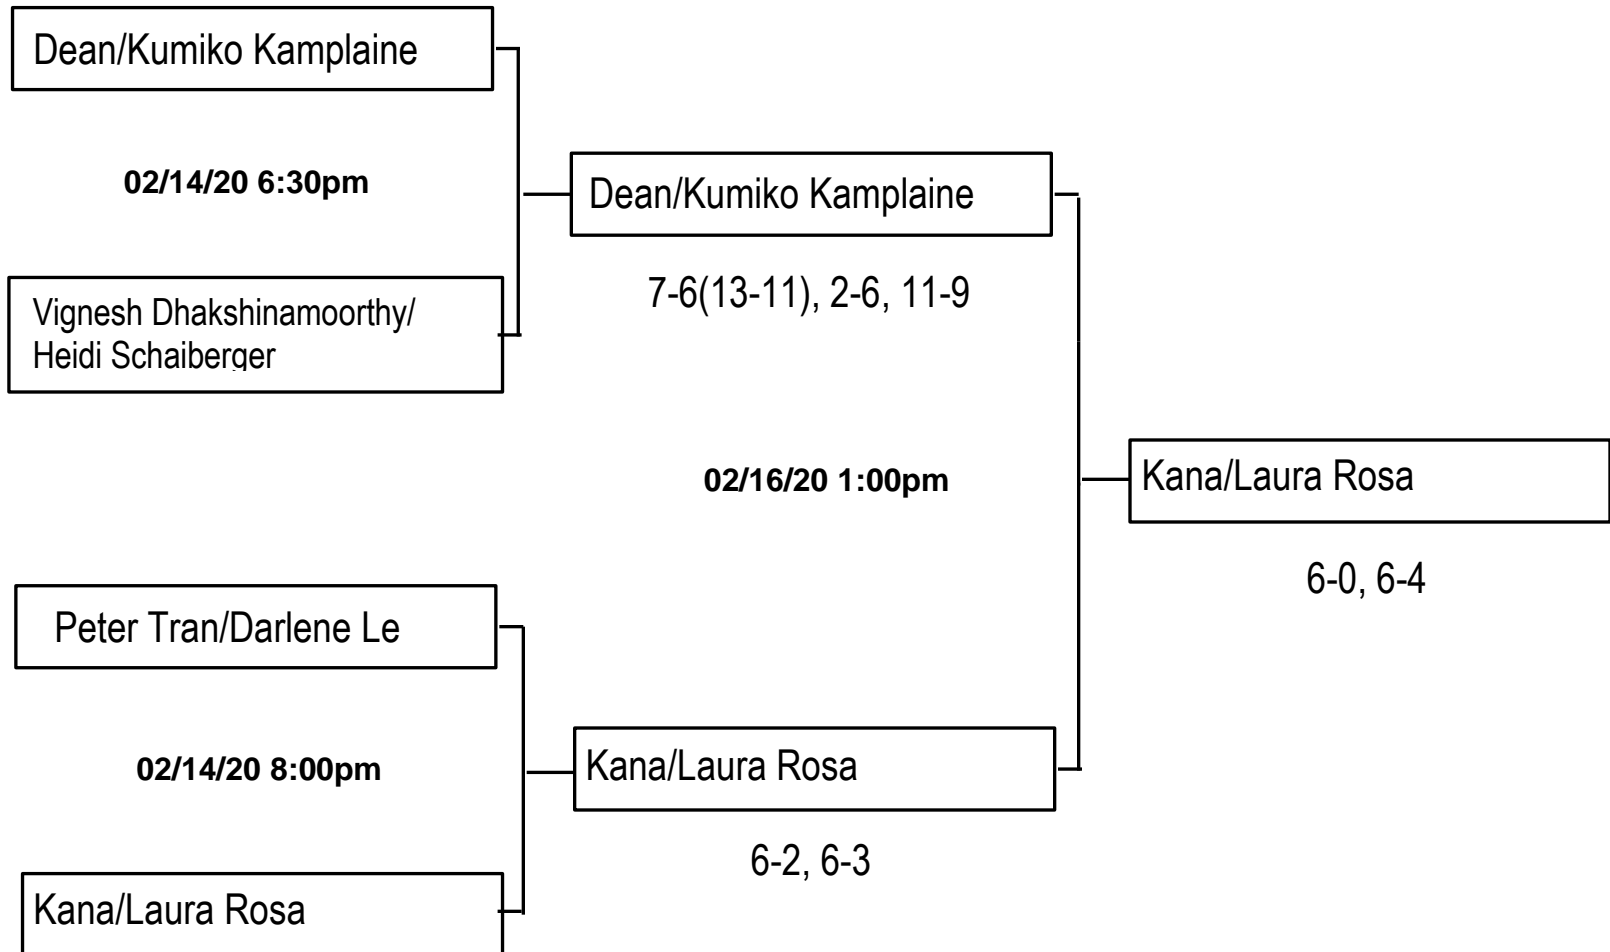 Dean/Kumiko Kamplaine
02/14/20 6:30pm
Dean/Kumiko Kamplaine
Vignesh Dhakshinamoorthy/
Heidi Schaiberger
7-6(13-11), 2-6, 11-9
02/16/20 1:00pm
Kana/Laura Rosa
6-0, 6-4
Peter Tran/Darlene Le
02/14/20 8:00pm
Kana/Laura Rosa
6-2, 6-3
Kana/Laura Rosa